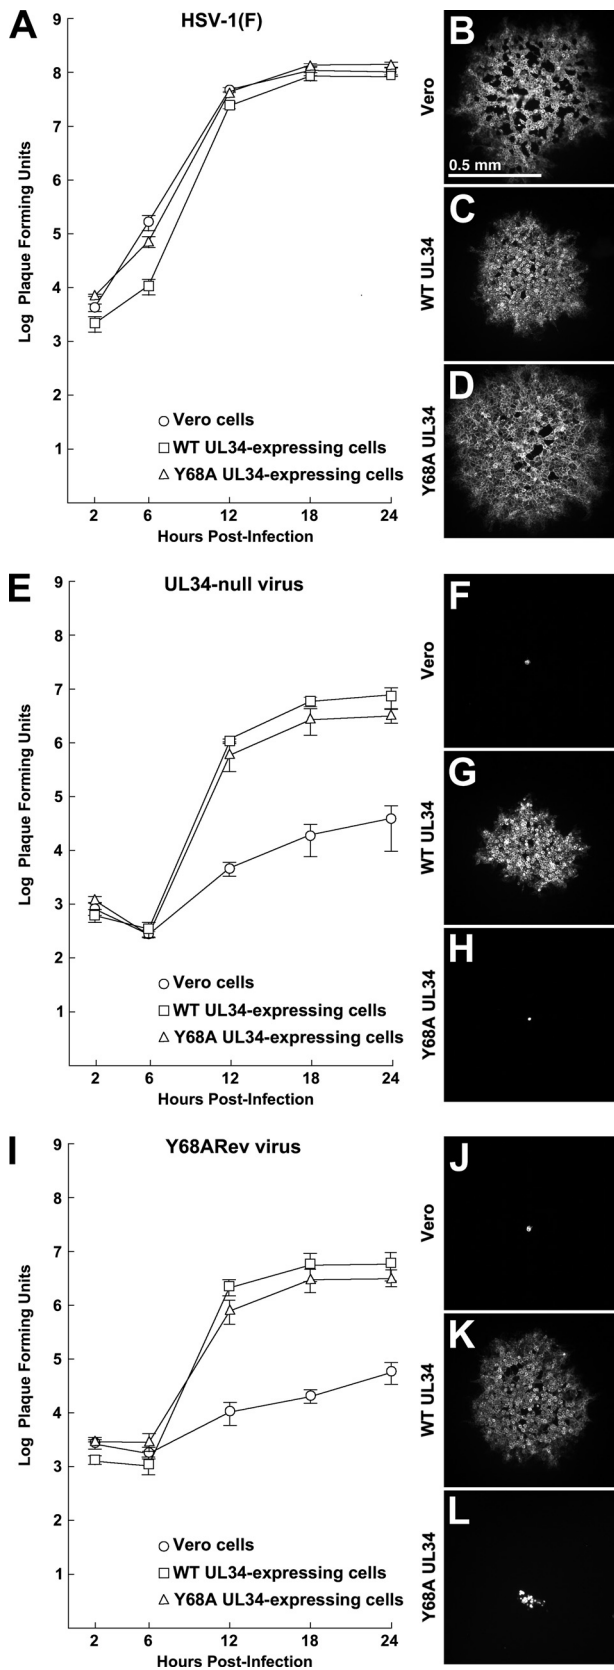 A
HSV-1(F)
9
8
7
6
5
4
3
2
1
Log Plaque Forming Units
Vero cells
WT UL34-expressing cells
Y68A UL34-expressing cells
2 6 12 18 24
Hours Post-Infection
B
Vero
0.5 mm
C
WT UL34
D
Y68A UL34
E
UL34-null virus
9
8
7
6
5
4
3
2
1
Log Plaque Forming Units
Vero cells
WT UL34-expressing cells
Y68A UL34-expressing cells
2 6 12 18 24
Hours Post-Infection
F
Vero
G
WT UL34
H
Y68A UL34
I
Y68ARev virus
9
8
7
6
5
4
3
2
1
Log Plaque Forming Units
Vero cells
WT UL34-expressing cells
Y68A UL34-expressing cells
2 6 12 18 24
Hours Post-Infection
J
Vero
K
WT UL34
L
Y68A UL34